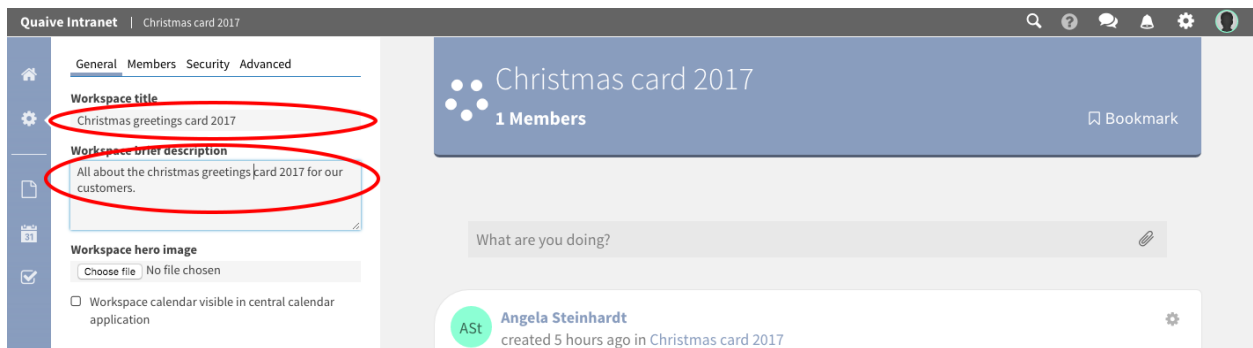 Quaive Intranet | Christmas card 2017
General Members Security Advanced
Workspace title
Christmas greetings card 2017
Workspace brief description
All about the christmas greetings card 2017 for our
customers.
Workspace hero image
Choose file No file chosen
Workspace calendar visible in central calendar
application
31
Christmas card 2017
1 Members
Bookmark
What are you doing?
ASt
Angela Steinhardt
created 5 hours ago in Christmas card 2017